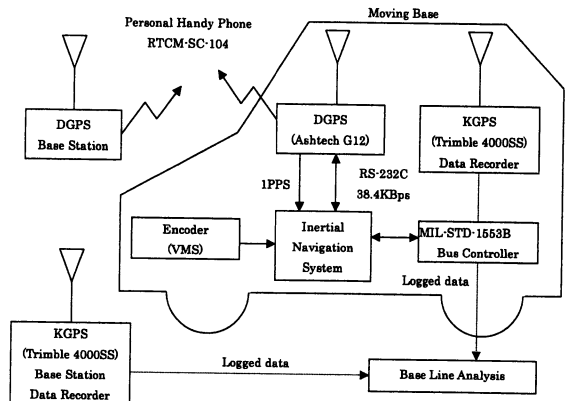 Moving Base
Personal Handy Phone
RTCM-SC-104
DGPS
Base Station
DGPS
(Ashtech G12)
KGPS
(Trimble 4000SS)
Data Recorder
1PPS
RS-232C
38.4KBps
Encoder
(VMS)
Inertial
Navigation
System
MIL-STD-1553B
Bus Controller
Logged data
KGPS
(Trimble 4000SS)
Base Station
Data Recorder
Logged data
Base Line Analysis